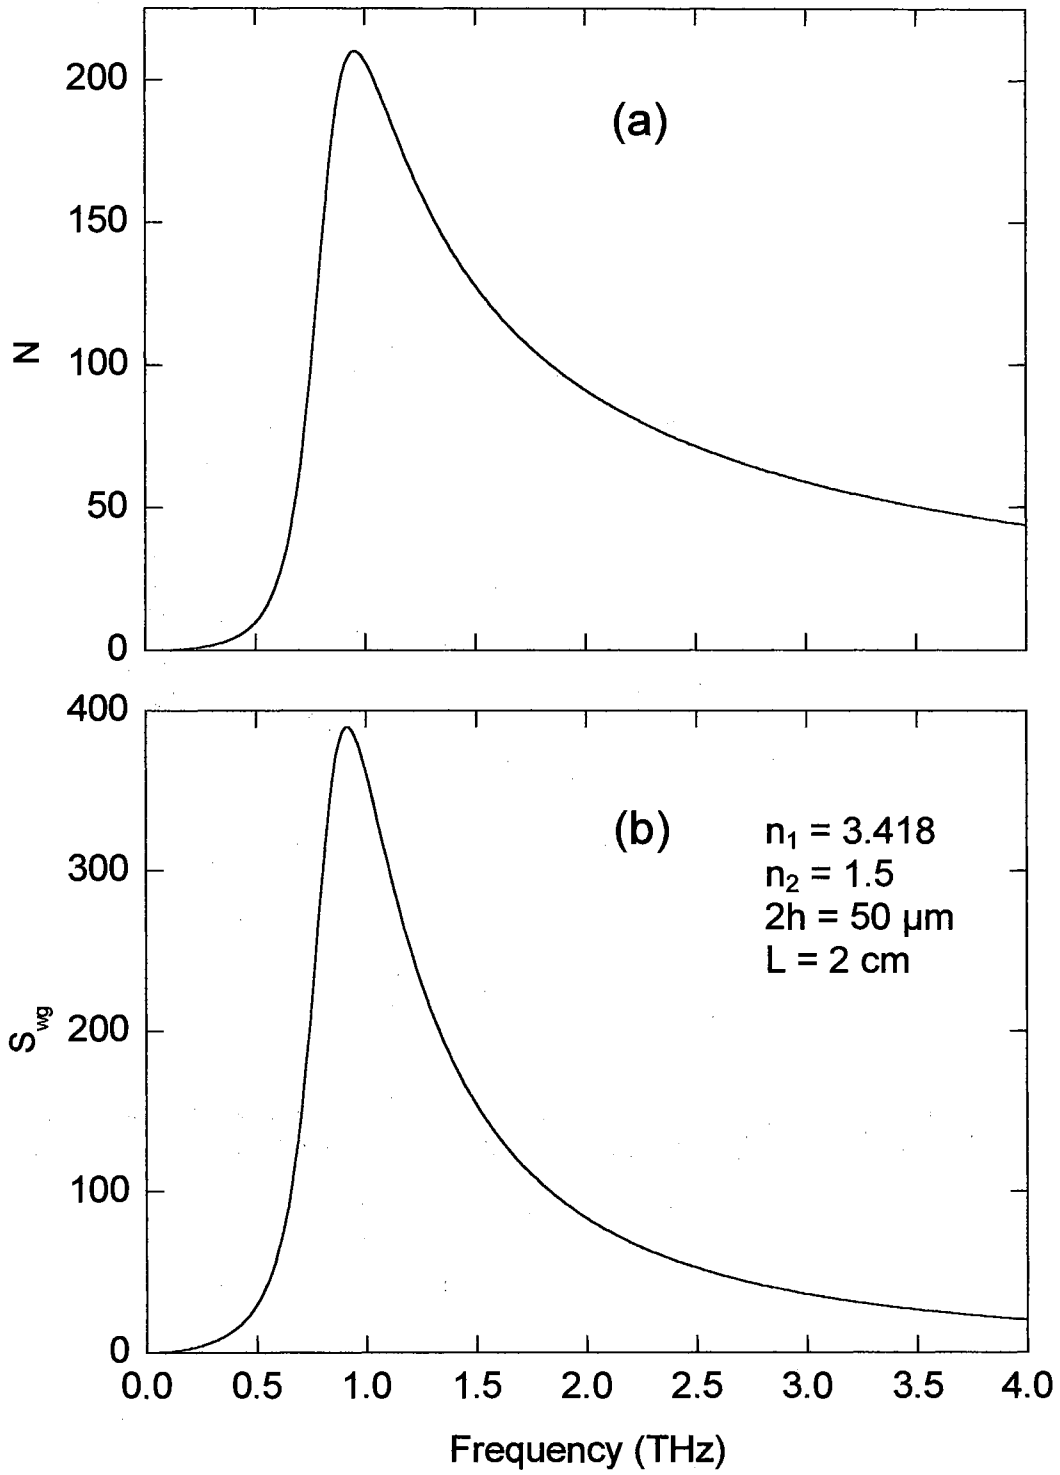 200
150
100
50
0
N
(a)
400
300
200
100
0
S_wg
(b)
n₁ = 3.418
n₂ = 1.5
2h = 50 µm
L = 2 cm
0.0 0.5 1.0 1.5 2.0 2.5 3.0 3.5 4.0
Frequency (THz)